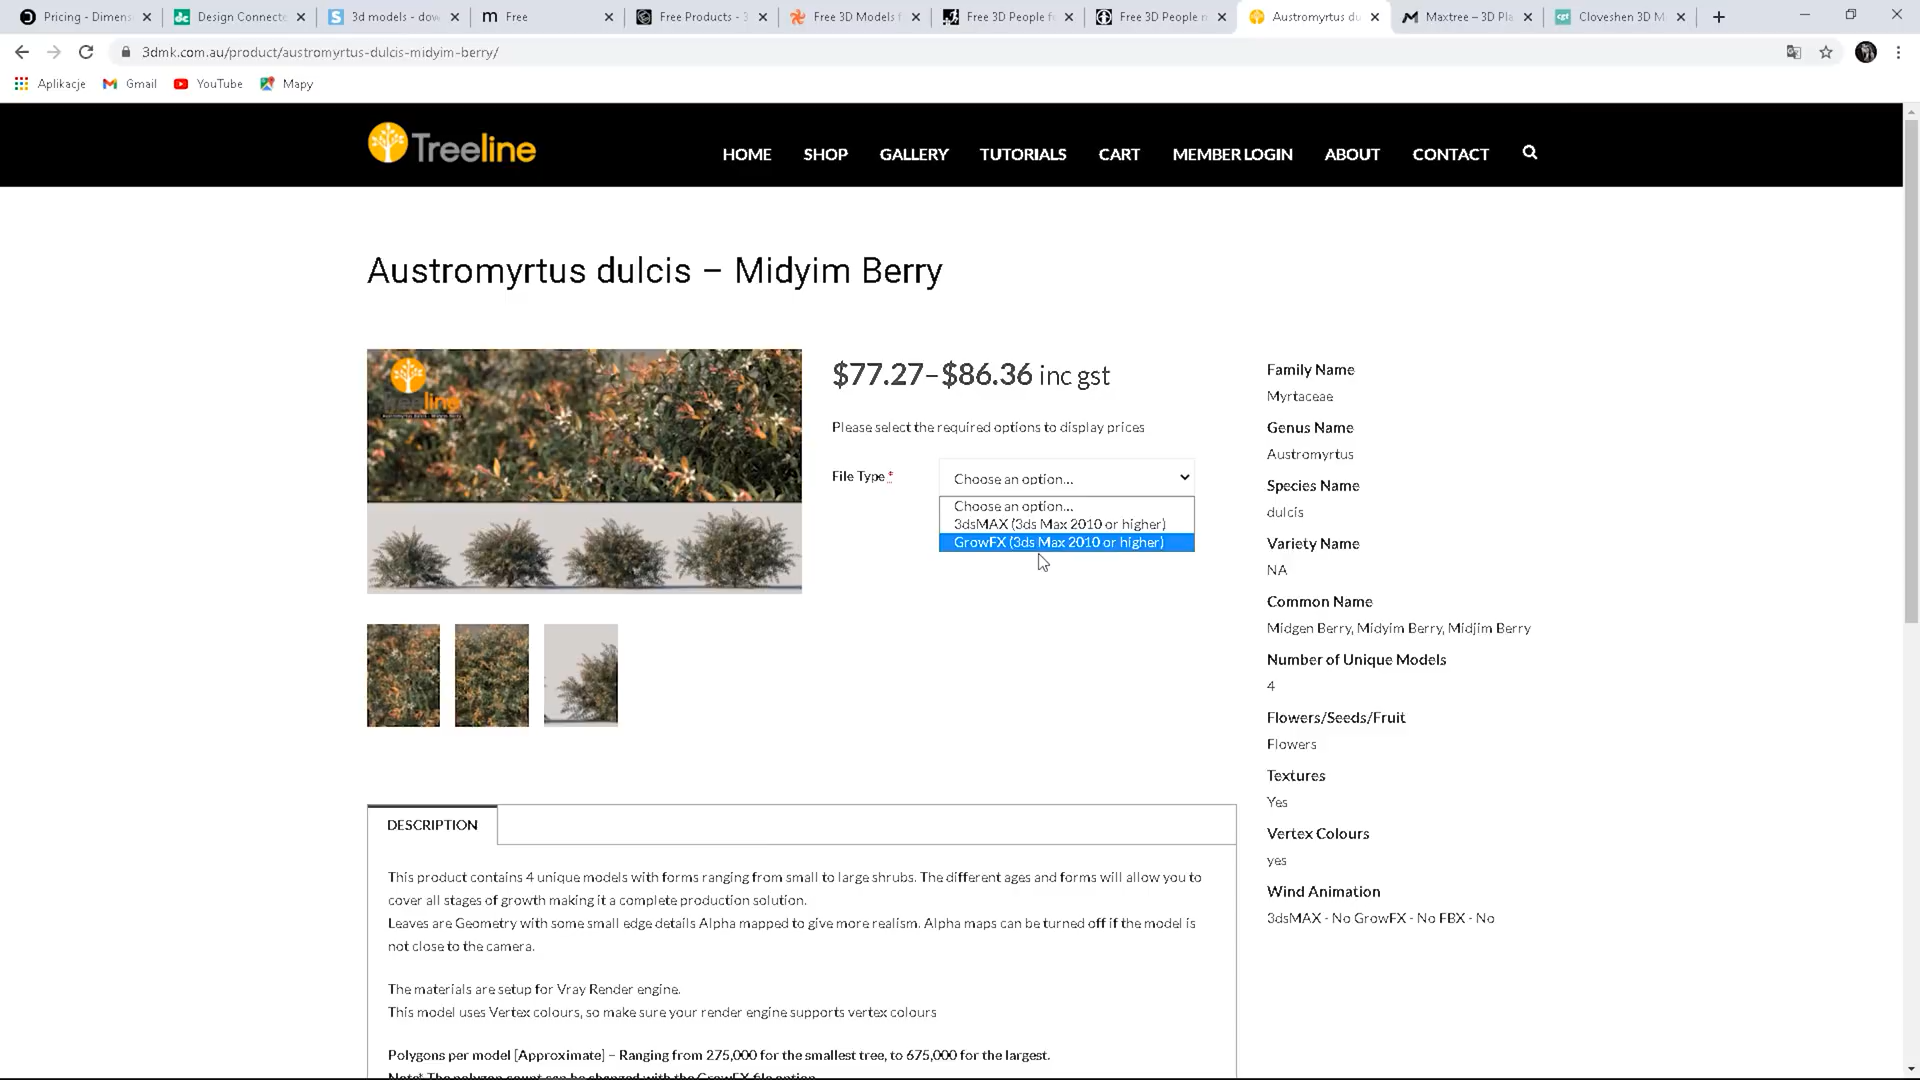 Pricing - Dimens
Design Connecte
3d models - dow
Free
Free Products - 3
Free 3D Models f
Free 3D People f
Free 3D People m
Austromyrtus du
Maxtree – 3D Pla
Cloveshen 3D M
3dmk.com.au/product/austromyrtus-dulcis-midyim-berry/
Aplikacje
Gmail
YouTube
Mapy
Treeline
HOME
SHOP
GALLERY
TUTORIALS
CART
MEMBER LOGIN
ABOUT
CONTACT
Austromyrtus dulcis – Midyim Berry
$77.27–$86.36 inc gst
Please select the required options to display prices
File Type *
Choose an option...
Choose an option...
3dsMAX (3ds Max 2010 or higher)
GrowFX (3ds Max 2010 or higher)
Family Name
Myrtaceae
Genus Name
Austromyrtus
Species Name
dulcis
Variety Name
NA
Common Name
Midgen Berry, Midyim Berry, Midjim Berry
Number of Unique Models
4
Flowers/Seeds/Fruit
Flowers
Textures
Yes
Vertex Colours
yes
Wind Animation
3dsMAX - No GrowFX - No FBX - No
DESCRIPTION
This product contains 4 unique models with forms ranging from small to large shrubs. The different ages and forms will allow you to
cover all stages of growth making it a complete production solution.
Leaves are Geometry with some small edge details Alpha mapped to give more realism. Alpha maps can be turned off if the model is
not close to the camera.
The materials are setup for Vray Render engine.
This model uses Vertex colours, so make sure your render engine supports vertex colours
Polygons per model [Approximate] – Ranging from 275,000 for the smallest tree, to 675,000 for the largest.
Note* The polygon count can be changed with the GrowFX file option